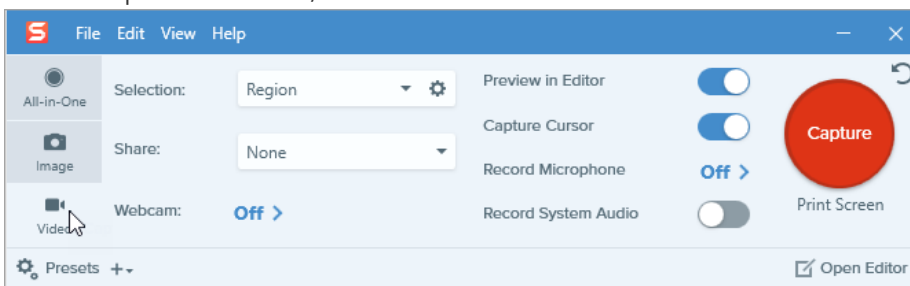 File Edit View Help
All-in-One
Image
Video
Selection: Region
Share: None
Webcam: Off >
Preview in Editor
Capture Cursor
Record Microphone Off >
Record System Audio
Capture
Print Screen
Presets +
Open Editor